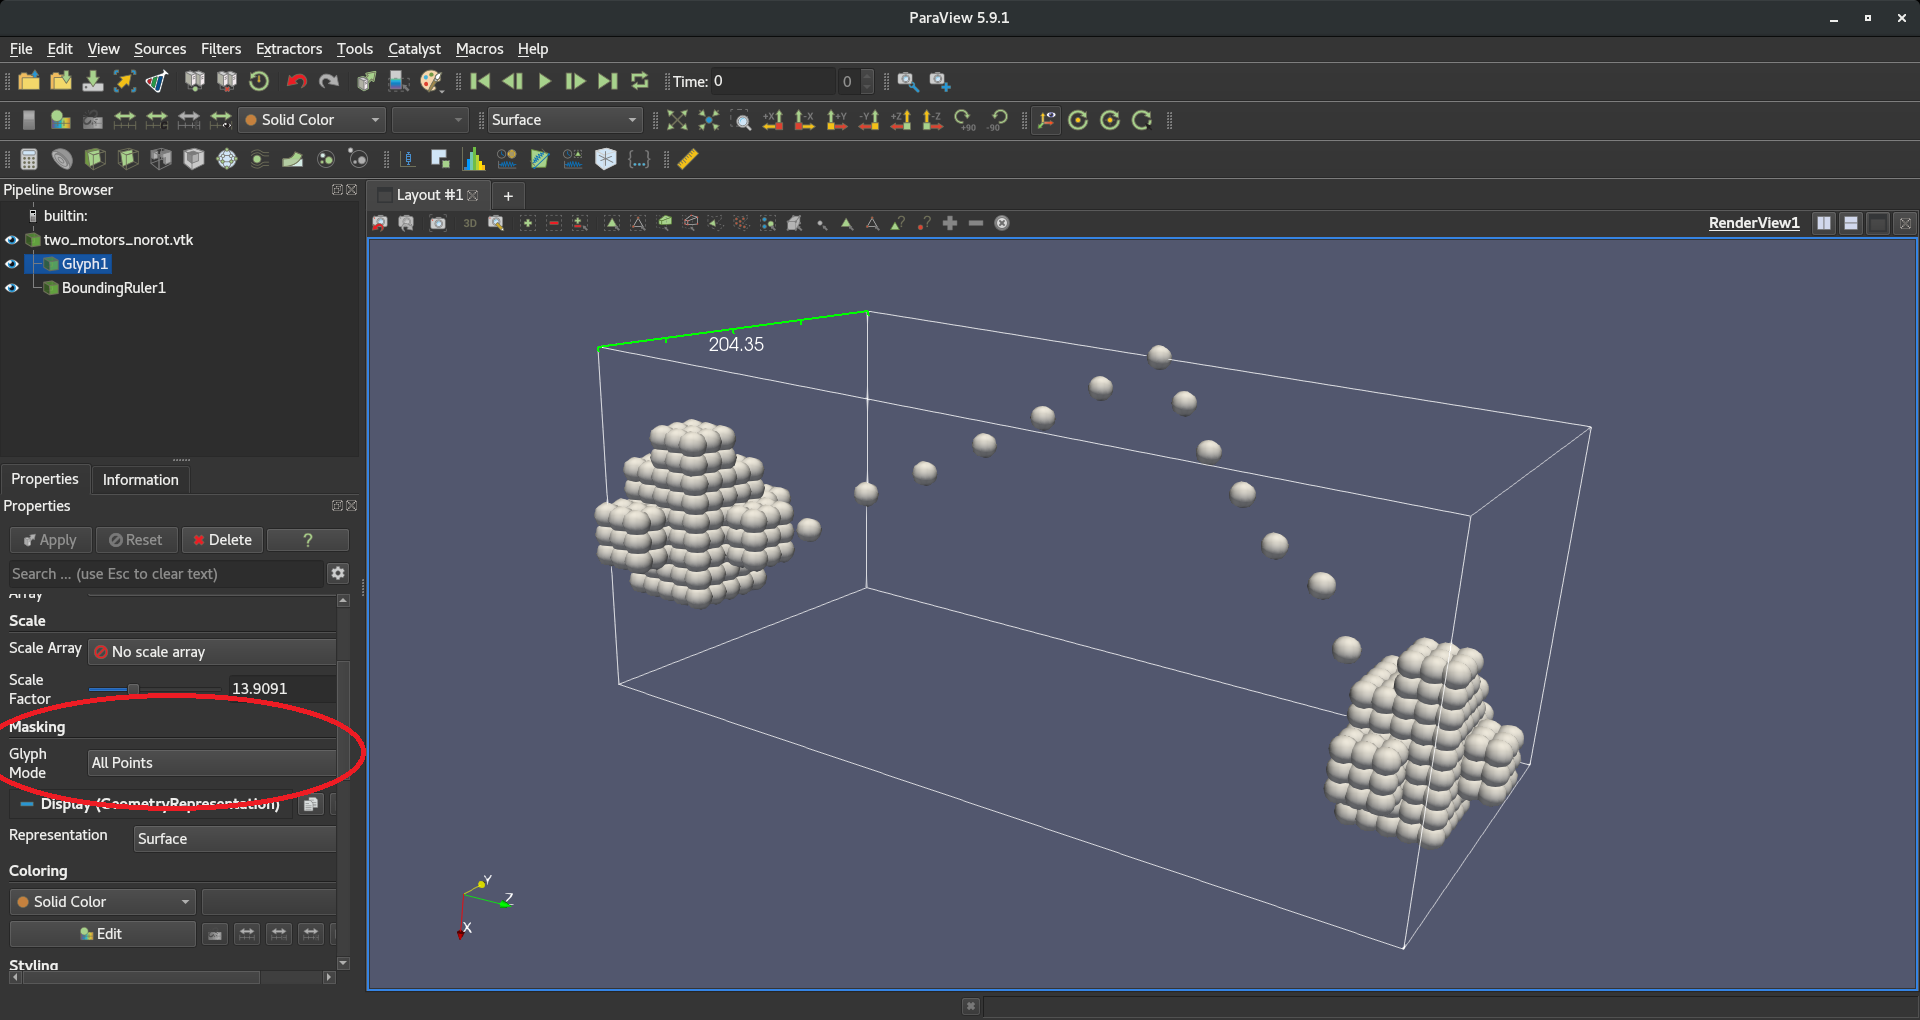 ParaView 5.9.1
File Edit View Sources Filters Extractors Tools Catalyst Macros Help
Time: 0 0
Solid Color Surface +X -X +Y -Y +Z -Z +90 -90
Pipeline Browser
Layout #1 +
builtin:
3D RenderView1
two_motors_norot.vtk
Glyph1
BoundingRuler1
204.35
Properties Information
Properties
Apply Reset Delete ?
Search ... (use Esc to clear text)
Array
Scale
Scale Array No scale array
Scale Factor 13.9091
Masking
Glyph Mode All Points
Display (GeometryRepresentation)
Representation Surface
Coloring
Solid Color
Edit
Styling
Y
Z
X